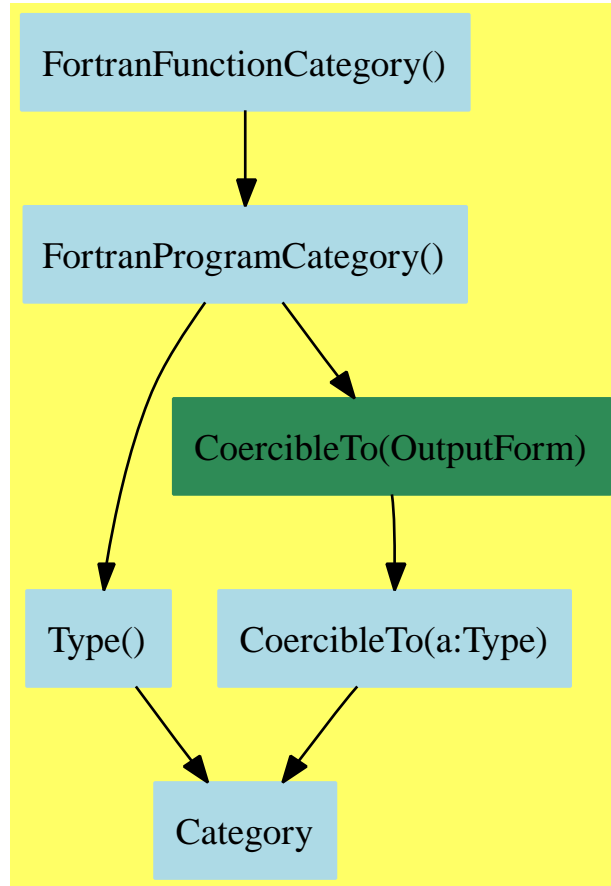 FortranFunctionCategory()
FortranProgramCategory()
CoercibleTo(OutputForm)
Type()
CoercibleTo(a:Type)
Category